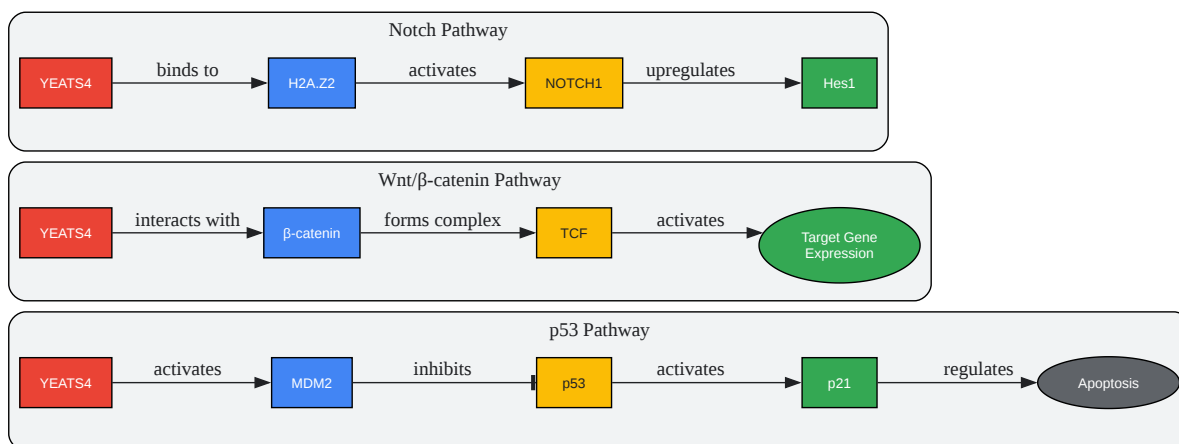 Notch Pathway
YEATS4
binds to
H2A.Z2
activates
NOTCH1
upregulates
Hes1
Wnt/β-catenin Pathway
YEATS4
interacts with
β-catenin
forms complex
TCF
activates
Target Gene
Expression
p53 Pathway
YEATS4
activates
MDM2
inhibits
p53
activates
p21
regulates
Apoptosis